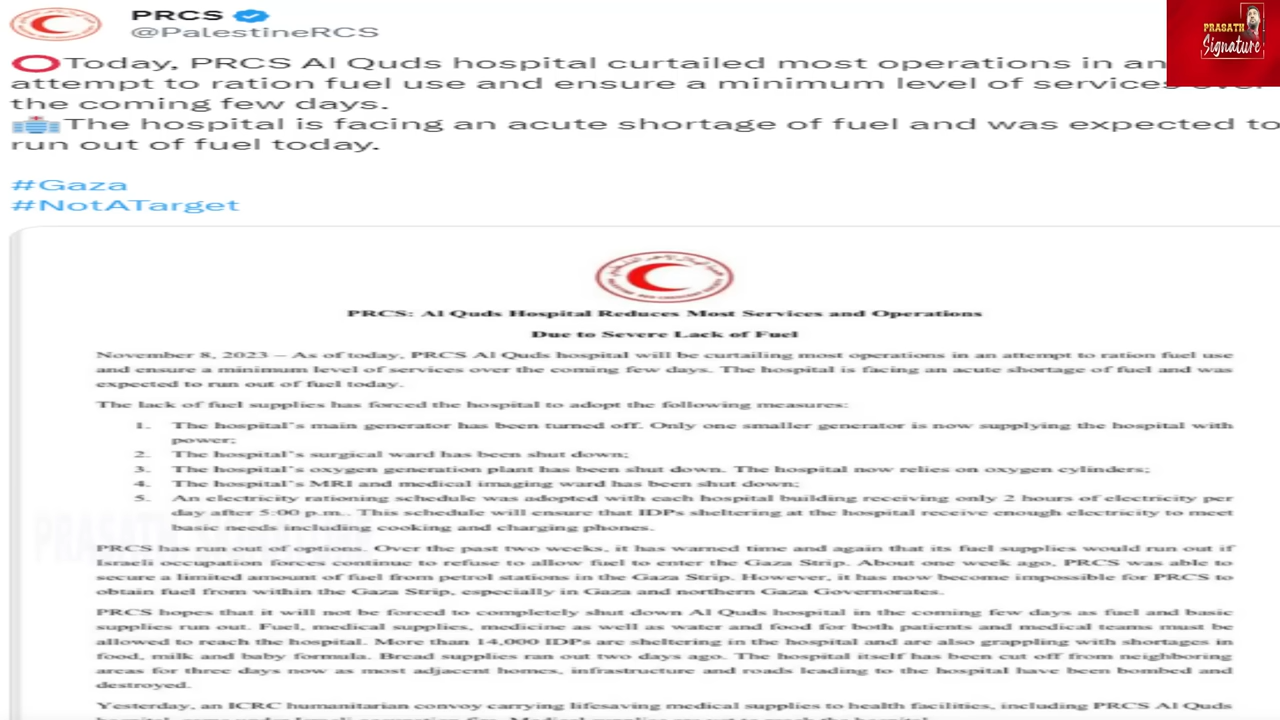 PRCS
@PalestineRCS
PRASATH
Signature
Today, PRCS Al Quds hospital curtailed most operations in an
attempt to ration fuel use and ensure a minimum level of services over
the coming few days.
The hospital is facing an acute shortage of fuel and was expected to
run out of fuel today.
#Gaza
#NotATarget
PRCS: Al Quds Hospital Reduces Most Services and Operations
Due to Severe Lack of Fuel
November 8, 2023 – As of today, PRCS Al Quds hospital will be curtailing most operations in an attempt to ration fuel use
and ensure a minimum level of services over the coming few days. The hospital is facing an acute shortage of fuel and was
expected to run out of fuel today.
The lack of fuel supplies has forced the hospital to adopt the following measures:
1. The hospital's main generator has been turned off. Only one smaller generator is now supplying the hospital with
power;
2. The hospital's surgical ward has been shut down;
3. The hospital's oxygen generation plant has been shut down. The hospital now relies on oxygen cylinders;
4. The hospital's MRI and medical imaging ward has been shut down;
5. An electricity rationing schedule was adopted with each hospital building receiving only 2 hours of electricity per
day after 5:00 p.m.. This schedule will ensure that IDPs sheltering at the hospital receive enough electricity to meet
basic needs including cooking and charging phones.
PRASATH SIGNATURE
PRCS has run out of options. Over the past two weeks, it has warned time and again that its fuel supplies would run out if
Israeli occupation forces continue to refuse to allow fuel to enter the Gaza Strip. About one week ago, PRCS was able to
secure a limited amount of fuel from petrol stations in the Gaza Strip. However, it has now become impossible for PRCS to
obtain fuel from within the Gaza Strip, especially in Gaza and northern Gaza Governorates.
PRCS hopes that it will not be forced to completely shut down Al Quds hospital in the coming few days as fuel and basic
supplies run out. Fuel, medical supplies, medicine as well as water and food for both patients and medical teams must be
allowed to reach the hospital. More than 14,000 IDPs are sheltering in the hospital and are also grappling with shortages in
food, milk and baby formula. Bread supplies ran out two days ago. The hospital itself has been cut off from neighboring
areas for three days now as most adjacent homes, infrastructure and roads leading to the hospital have been bombed and
destroyed.
Yesterday, an ICRC humanitarian convoy carrying lifesaving medical supplies to health facilities, including PRCS Al Quds